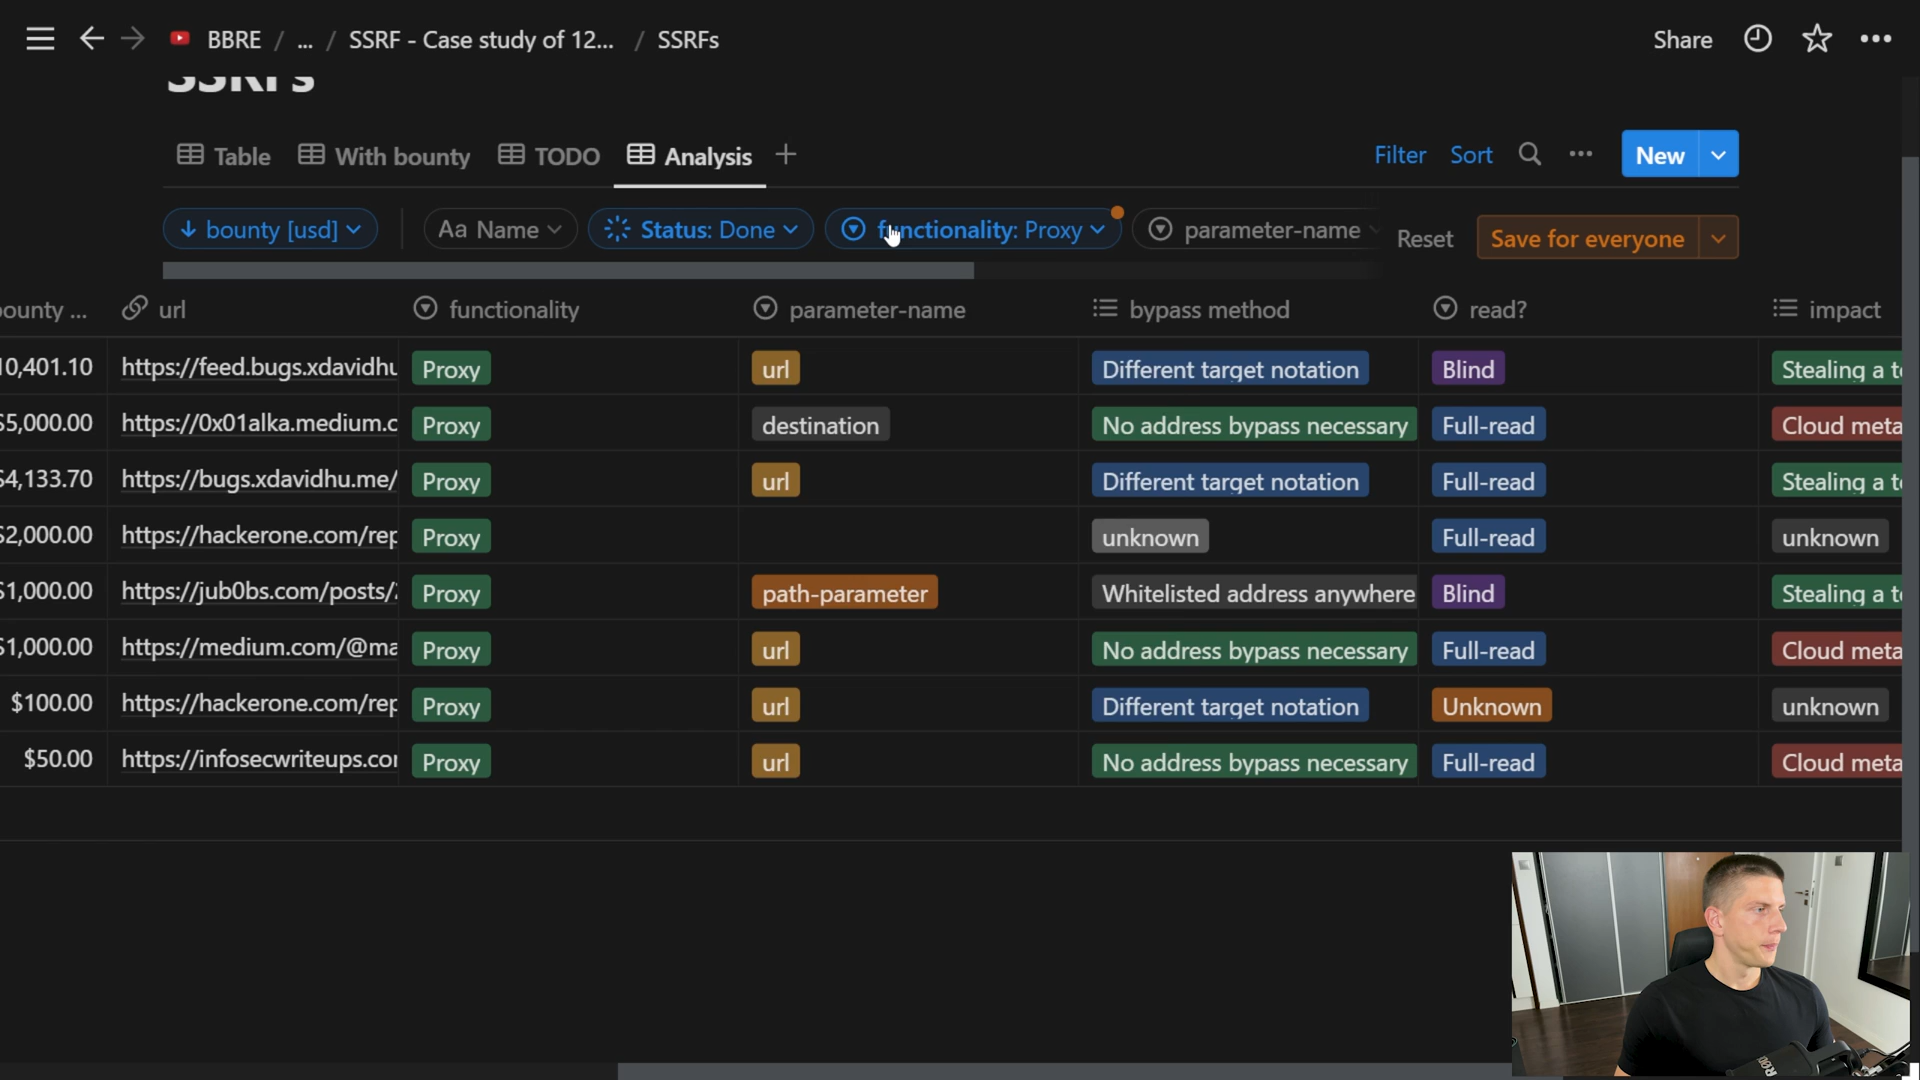 BBRE / ... / SSRF - Case study of 12... / SSRFs
Share
SSRFs
Table With bounty TODO Analysis
Filter Sort New
bounty [usd] Aa Name Status: Done functionality: Proxy parameter-name Reset Save for everyone
bounty ... url functionality parameter-name bypass method read? impact
10,401.10 https://feed.bugs.xdavidhu Proxy url Different target notation Blind Stealing a t
$5,000.00 https://0x01alka.medium.c Proxy destination No address bypass necessary Full-read Cloud meta
$4,133.70 https://bugs.xdavidhu.me/ Proxy url Different target notation Full-read Stealing a t
$2,000.00 https://hackerone.com/rep Proxy unknown Full-read unknown
$1,000.00 https://jub0bs.com/posts/ Proxy path-parameter Whitelisted address anywhere Blind Stealing a t
$1,000.00 https://medium.com/@ma Proxy url No address bypass necessary Full-read Cloud meta
$100.00 https://hackerone.com/rep Proxy url Different target notation Unknown unknown
$50.00 https://infosecwriteups.co Proxy url No address bypass necessary Full-read Cloud meta